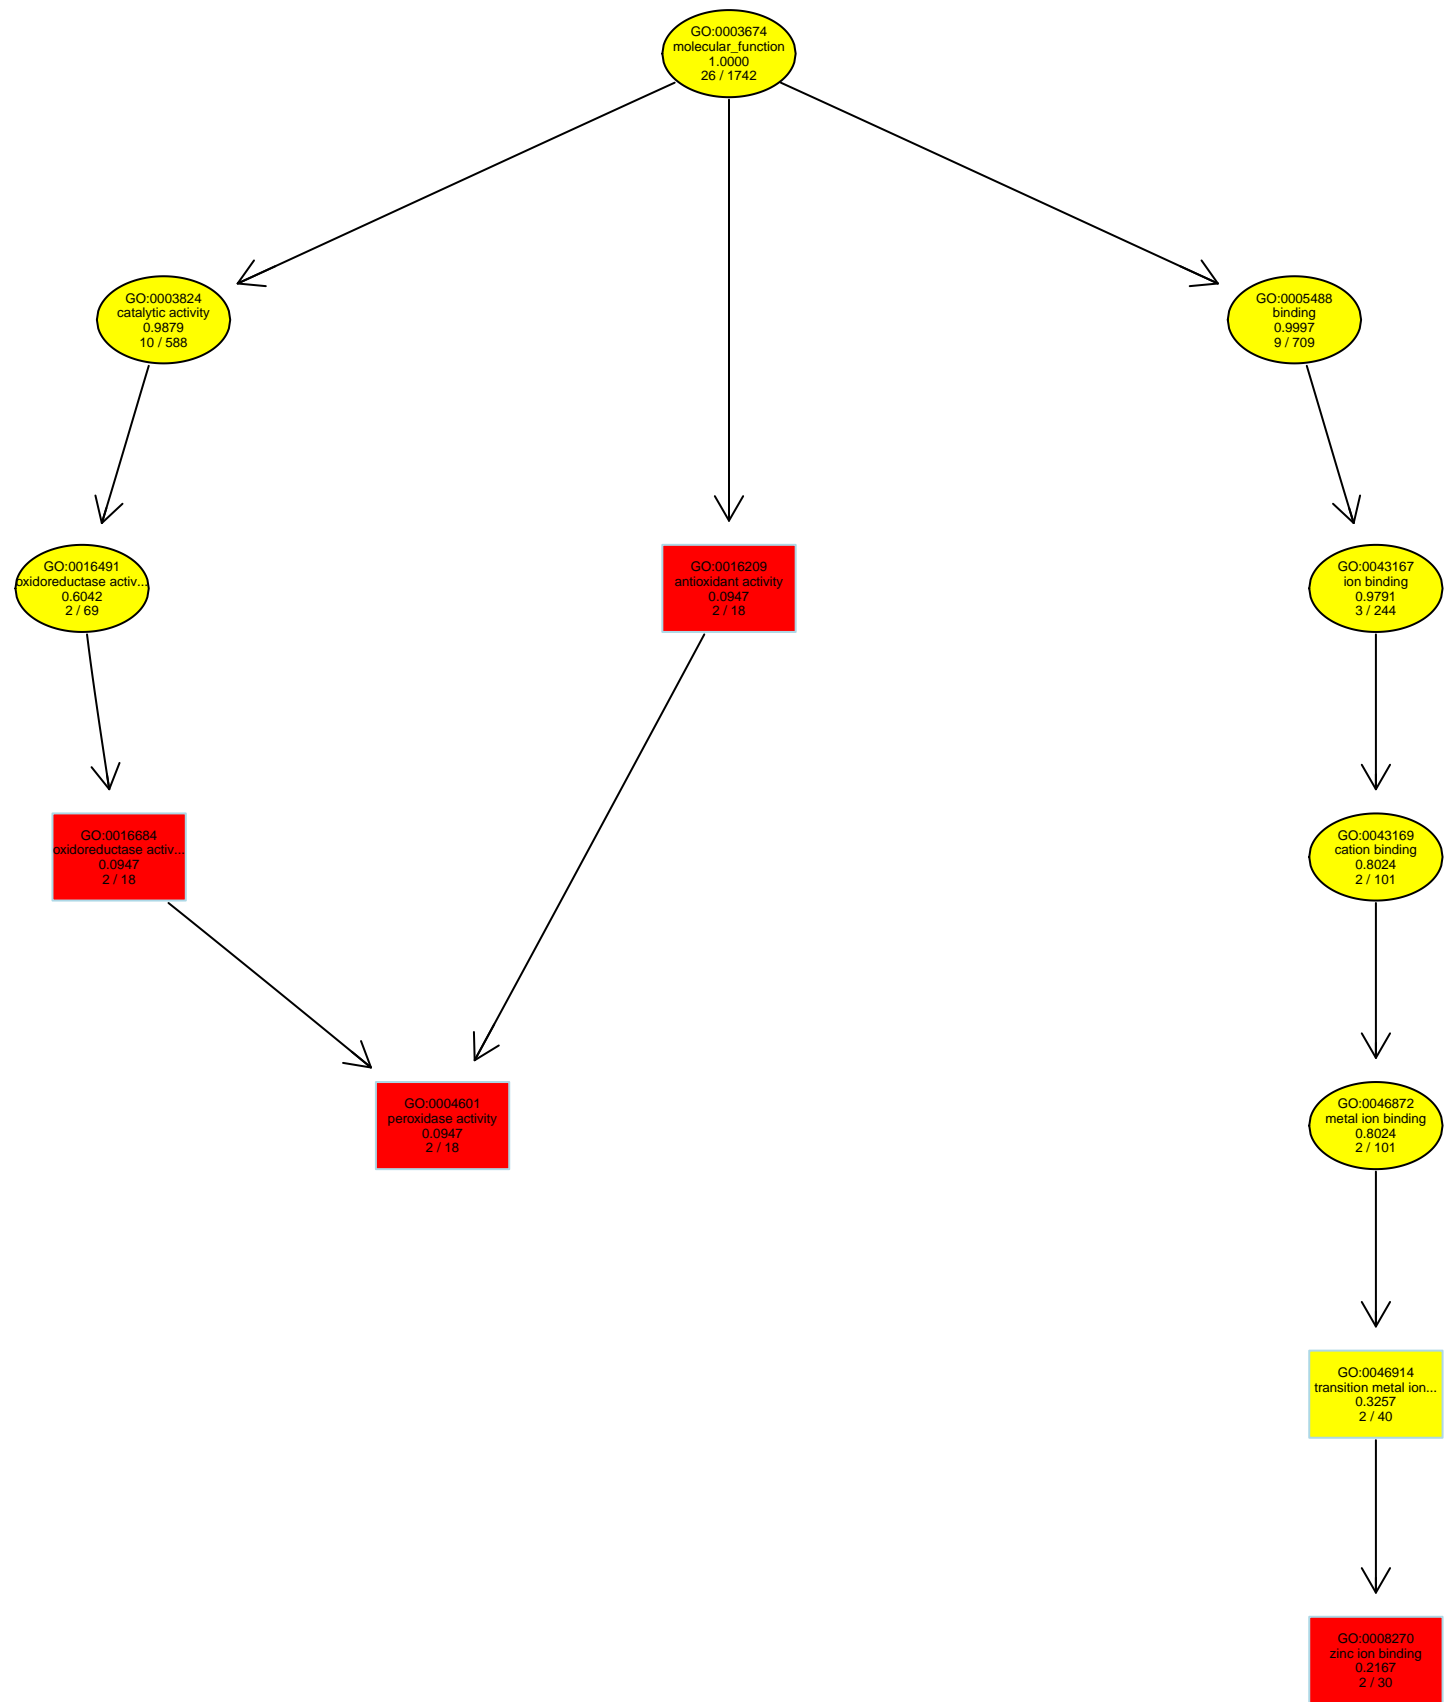 GO:0003674
molecular_function
1.0000
26 / 1742
GO:0003824
catalytic activity
0.9879
10 / 588
GO:0005488
binding
0.9997
9 / 709
GO:0016491
oxidoreductase activ...
0.6042
2 / 69
GO:0016209
antioxidant activity
0.0947
2 / 18
GO:0043167
ion binding
0.9791
3 / 244
GO:0016684
oxidoreductase activ...
0.0947
2 / 18
GO:0043169
cation binding
0.8024
2 / 101
GO:0004601
peroxidase activity
0.0947
2 / 18
GO:0046872
metal ion binding
0.8024
2 / 101
GO:0046914
transition metal ion...
0.3257
2 / 40
GO:0008270
zinc ion binding
0.2167
2 / 30